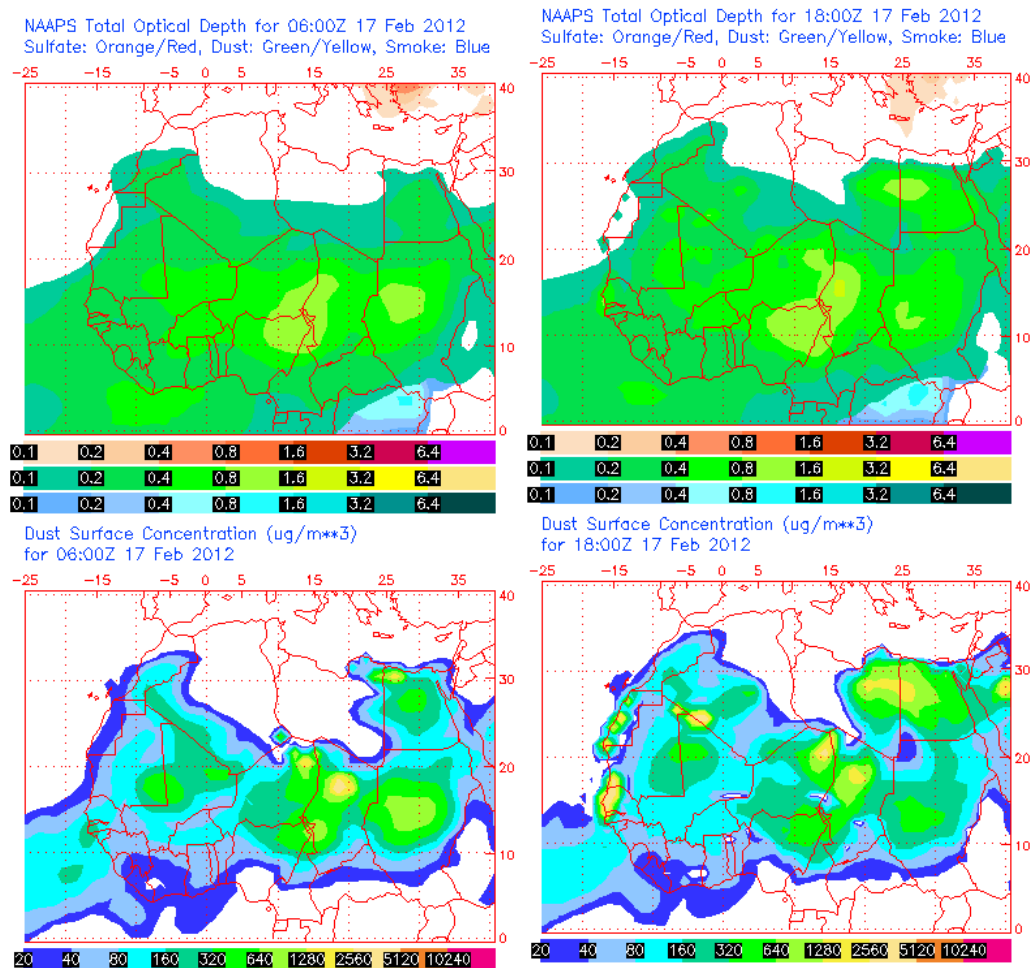 NAAPS Total Optical Depth for 06:00Z 17 Feb 2012
Sulfate: Orange/Red, Dust: Green/Yellow, Smoke: Blue
-25 -15 -5 0 5 15 25 35
40
30
20
10
0
0.1 0.2 0.4 0.8 1.6 3.2 6.4
0.1 0.2 0.4 0.8 1.6 3.2 6.4
0.1 0.2 0.4 0.8 1.6 3.2 6.4
NAAPS Total Optical Depth for 18:00Z 17 Feb 2012
Sulfate: Orange/Red, Dust: Green/Yellow, Smoke: Blue
-25 -15 -5 0 5 15 25 35
40
30
20
10
0
0.1 0.2 0.4 0.8 1.6 3.2 6.4
0.1 0.2 0.4 0.8 1.6 3.2 6.4
0.1 0.2 0.4 0.8 1.6 3.2 6.4
Dust Surface Concentration (ug/m**3)
for 06:00Z 17 Feb 2012
-25 -15 -5 0 5 15 25 35
40
30
20
10
0
20 40 80 160 320 640 1280 2560 5120 10240
Dust Surface Concentration (ug/m**3)
for 18:00Z 17 Feb 2012
-25 -15 -5 0 5 15 25 35
40
30
20
10
0
20 40 80 160 320 640 1280 2560 5120 10240